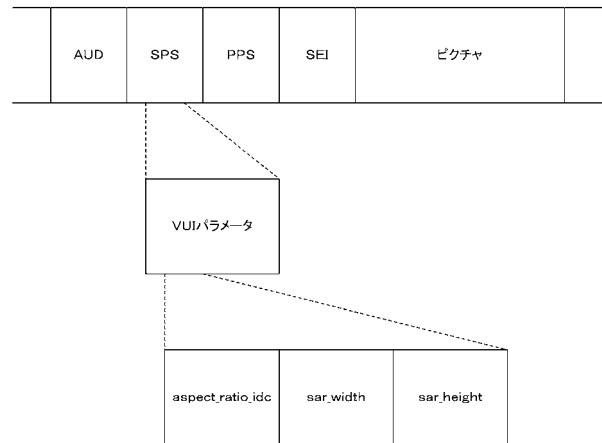 AUD SPS PPS SEI ピクチャ
VUIパラメータ
aspect_ratio_idc sar_width sar_height